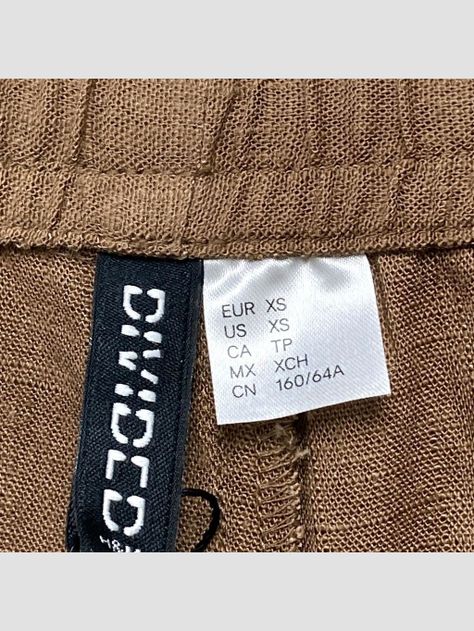 DIVIDED
H&M
EUR XS
US XS
CA TP
MX XCH
CN 160/64A